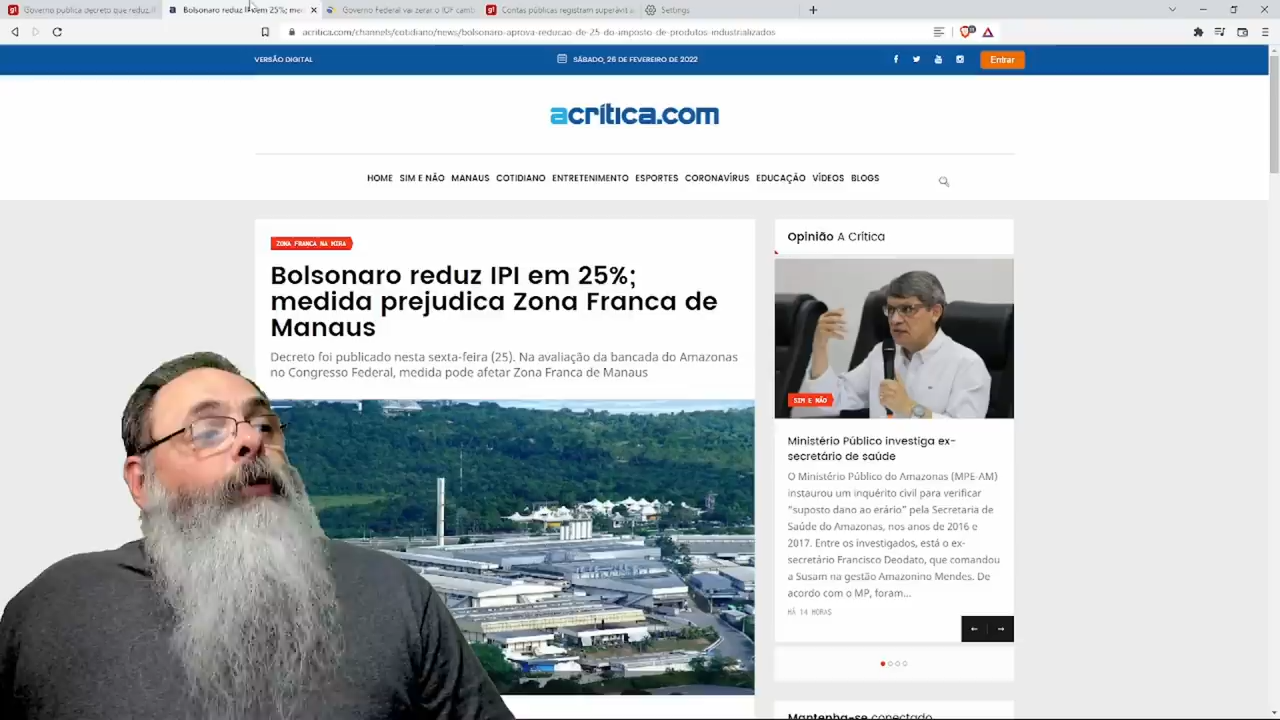 Governo publica decreto que reduz
Bolsonaro reduz IPI em 25%; me
Governo Federal vai zerar o IOF camb
Contas públicas registram superávit
Settings
acritica.com/channels/cotidiano/news/bolsonaro-aprova-reducao-de-25-do-imposto-de-produtos-industrializados
VERSÃO DIGITAL
SÁBADO, 26 DE FEVEREIRO DE 2022
Entrar
acrítica.com
HOME SIM E NÃO MANAUS COTIDIANO ENTRETENIMENTO ESPORTES CORONAVÍRUS EDUCAÇÃO VÍDEOS BLOGS
ZONA FRANCA NA MIRA
Bolsonaro reduz IPI em 25%;
medida prejudica Zona Franca de
Manaus
Decreto foi publicado nesta sexta-feira (25). Na avaliação da bancada do Amazonas
no Congresso Federal, medida pode afetar Zona Franca de Manaus
Opinião A Crítica
SIM E NÃO
Ministério Público investiga ex-
secretário de saúde
O Ministério Público do Amazonas (MPE-AM)
instaurou um inquérito civil para verificar
“suposto dano ao erário” pela Secretaria de
Saúde do Amazonas, nos anos de 2016 e
2017. Entre os investigados, está o ex-
secretário Francisco Deodato, que comandou
a Susam na gestão Amazonino Mendes. De
acordo com o MP, foram...
HÁ 14 HORAS
Mantenha-se conectado